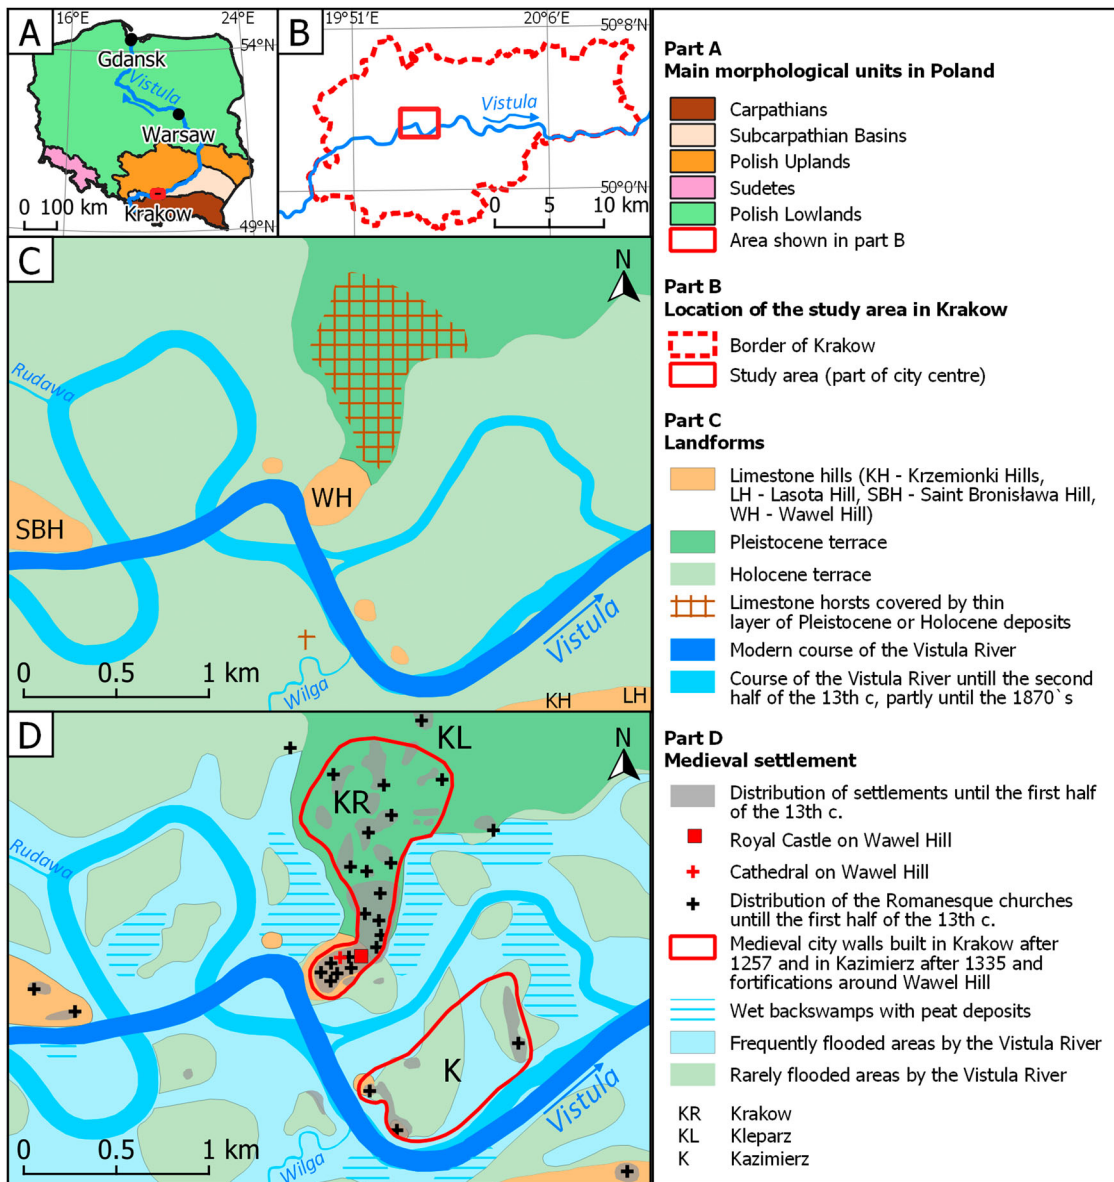 A
16°E
24°E
54°N
Gdansk
Vistula
Warsaw
Krakow
0 100 km
49°N
B
19°51′E
20°6′E
50°8′N
Vistula
50°0′N
0 5 10 km
C
N
Rudawa
WH
SBH
Vistula
0 0.5 1 km
Wilga
KH
LH
D
N
KL
KR
Rudawa
K
Vistula
0 0.5 1 km
Wilga
Part A
Main morphological units in Poland
Carpathians
Subcarpathian Basins
Polish Uplands
Sudetes
Polish Lowlands
Area shown in part B
Part B
Location of the study area in Krakow
Border of Krakow
Study area (part of city centre)
Part C
Landforms
Limestone hills (KH - Krzemionki Hills,
LH - Lasota Hill, SBH - Saint Bronisława Hill,
WH - Wawel Hill)
Pleistocene terrace
Holocene terrace
Limestone horsts covered by thin
layer of Pleistocene or Holocene deposits
Modern course of the Vistula River
Course of the Vistula River untill the second
half of the 13th c, partly until the 1870`s
Part D
Medieval settlement
Distribution of settlements until the first half
of the 13th c.
Royal Castle on Wawel Hill
Cathedral on Wawel Hill
Distribution of the Romanesque churches
untill the first half of the 13th c.
Medieval city walls built in Krakow after
1257 and in Kazimierz after 1335 and
fortifications around Wawel Hill
Wet backswamps with peat deposits
Frequently flooded areas by the Vistula River
Rarely flooded areas by the Vistula River
KR Krakow
KL Kleparz
K Kazimierz